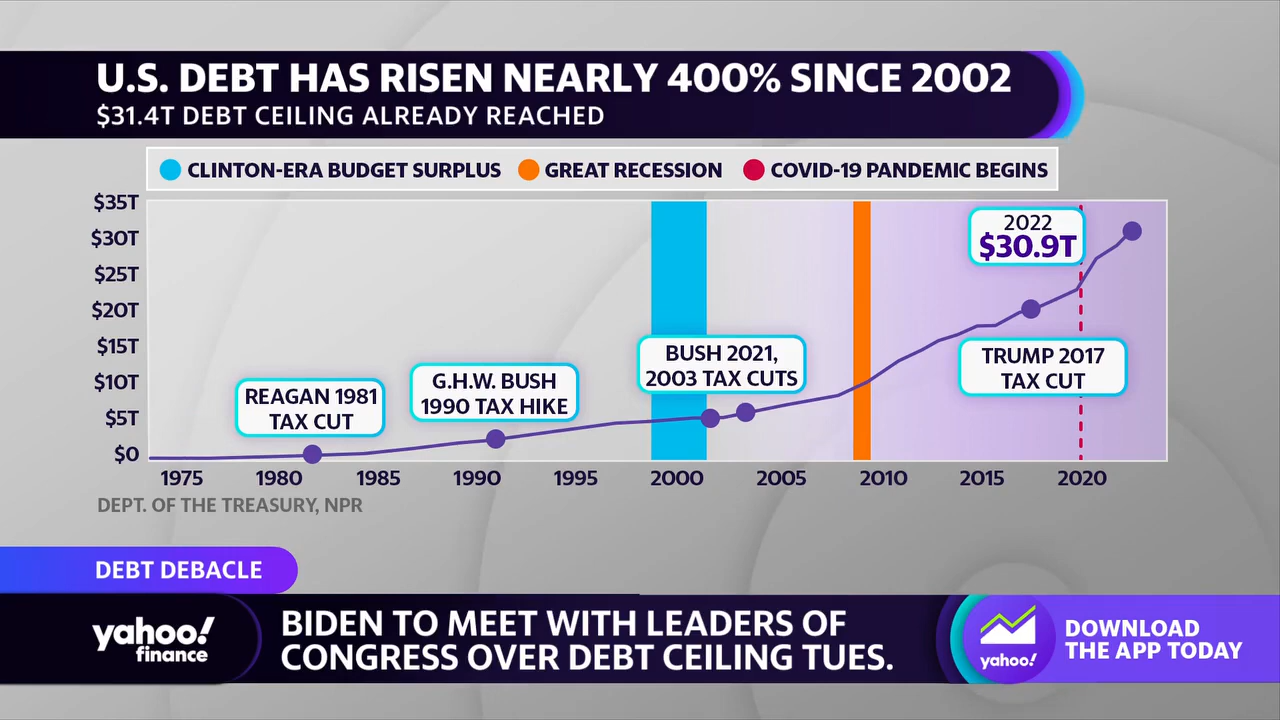 U.S. DEBT HAS RISEN NEARLY 400% SINCE 2002
$31.4T DEBT CEILING ALREADY REACHED
CLINTON-ERA BUDGET SURPLUS GREAT RECESSION COVID-19 PANDEMIC BEGINS
$35T
$30T
$25T
$20T
$15T
$10T
$5T
$0
REAGAN 1981
TAX CUT
G.H.W. BUSH
1990 TAX HIKE
BUSH 2021,
2003 TAX CUTS
2022
$30.9T
TRUMP 2017
TAX CUT
1975 1980 1985 1990 1995 2000 2005 2010 2015 2020
DEPT. OF THE TREASURY, NPR
DEBT DEBACLE
yahoo!
finance
BIDEN TO MEET WITH LEADERS OF
CONGRESS OVER DEBT CEILING TUES.
yahoo!
DOWNLOAD
THE APP TODAY